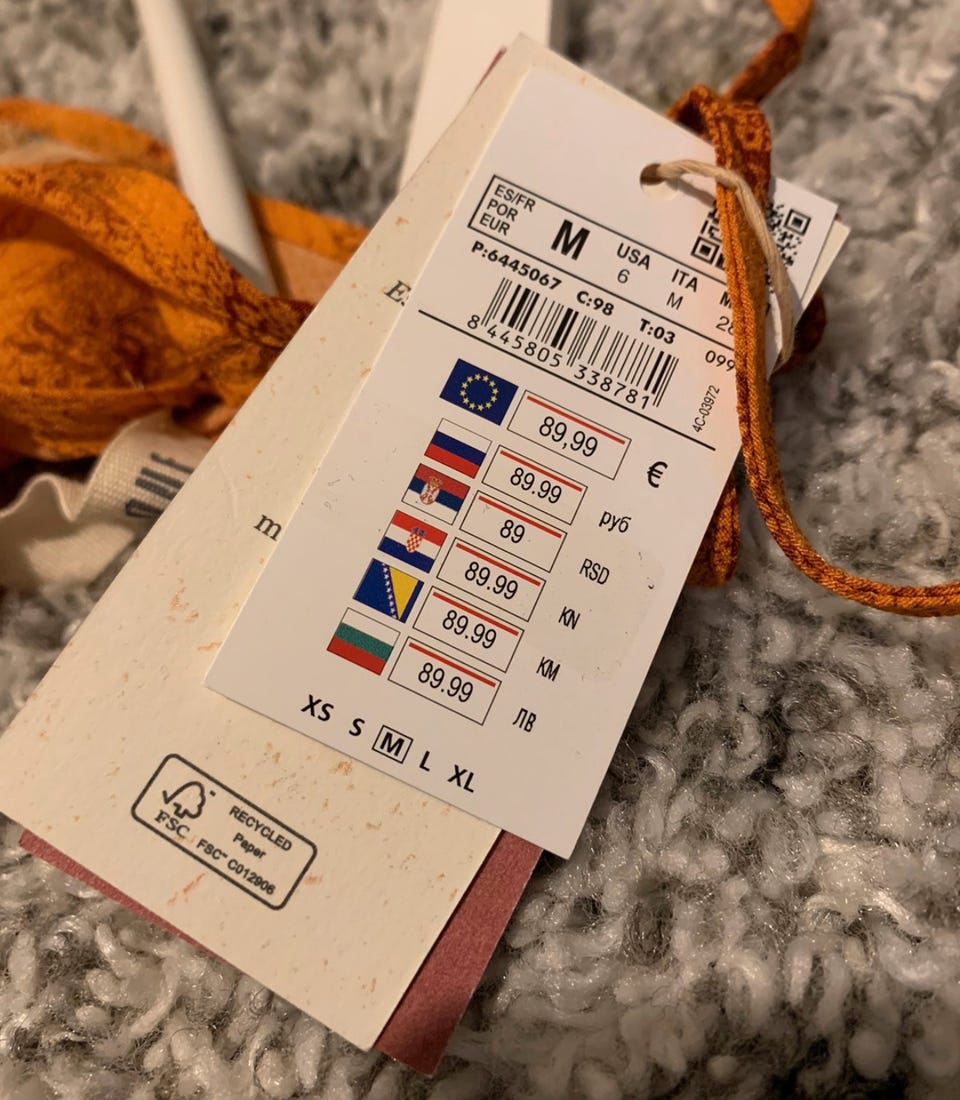 ES/FR
POR
EUR
M
USA
6
ITA
M
P:6445067 C:98 T:03 099
8 445805 338781
4C-03972
89,99 €
89.99 руб
89 RSD
89.99 KN
89.99 KM
89.99 ЛВ
XS S M L XL
m
FSC
RECYCLED
Paper
FSC® C012906